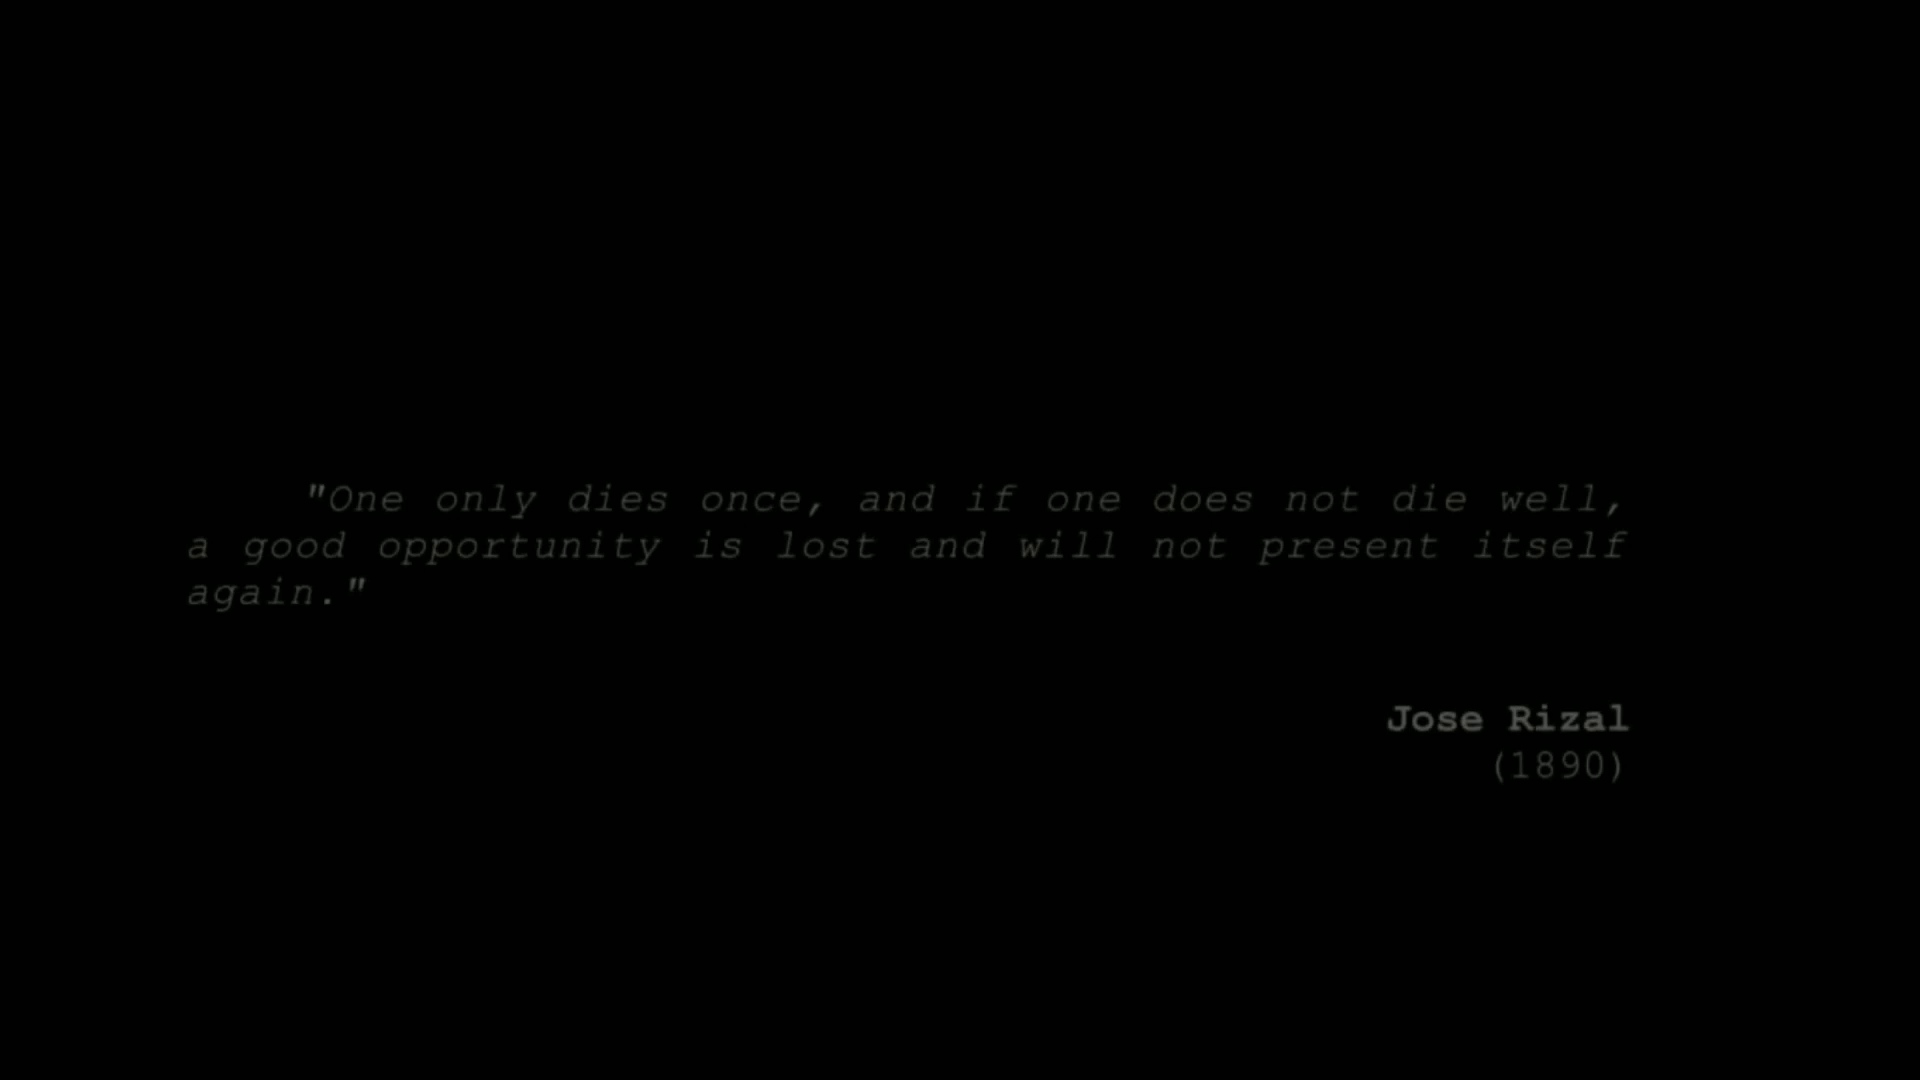 "One only dies once, and if one does not die well,
a good opportunity is lost and will not present itself
again."
Jose Rizal
(1890)